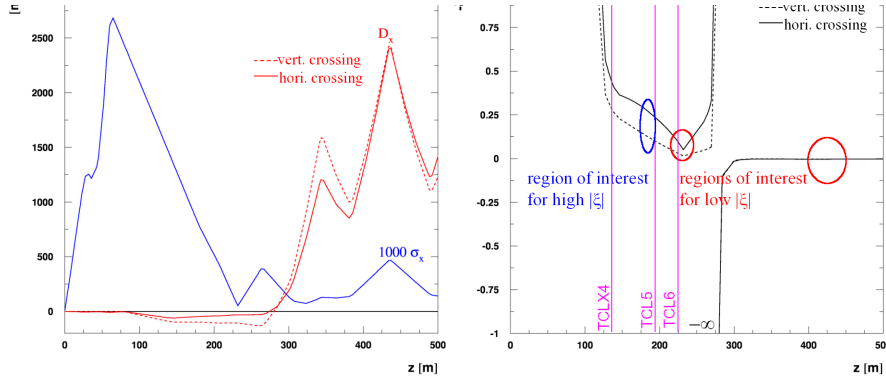 [m]
2500
2000
1500
1000
500
0
0 100 200 300 400 500
z [m]
D_x
vert. crossing
hori. crossing
1000 σ_x
vert. crossing
hori. crossing
0.75
0.5
0.25
0
-0.25
-0.5
-0.75
-1
0 100 200 300 400 500
z [m]
region of interest
for high |ξ|
regions of interest
for low |ξ|
TCLX4
TCL5
TCL6
−∞